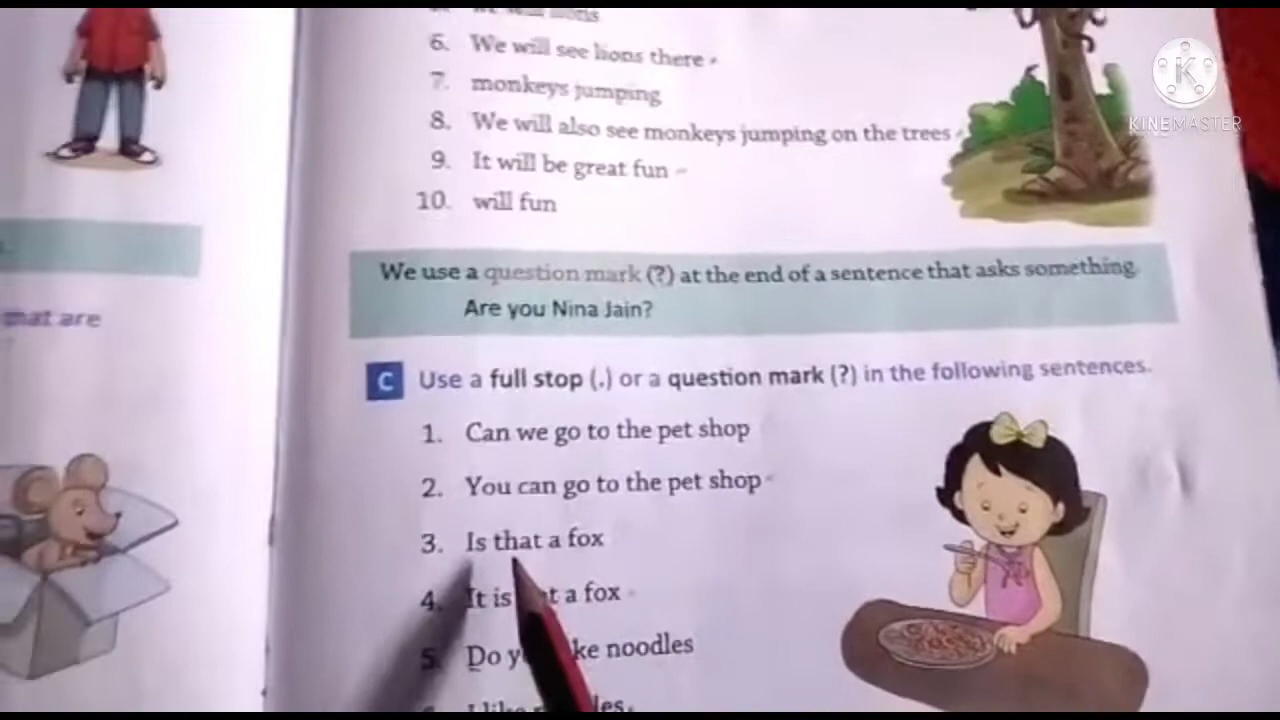 6. We will see lions there
7. monkeys jumping
8. We will also see monkeys jumping on the trees
9. It will be great fun
10. will fun
We use a question mark (?) at the end of a sentence that asks something.
Are you Nina Jain?
that are
C Use a full stop (.) or a question mark (?) in the following sentences.
1. Can we go to the pet shop
2. You can go to the pet shop
3. Is that a fox
4. It is a fox
5. Do noodles
I like
K
KINEMASTER